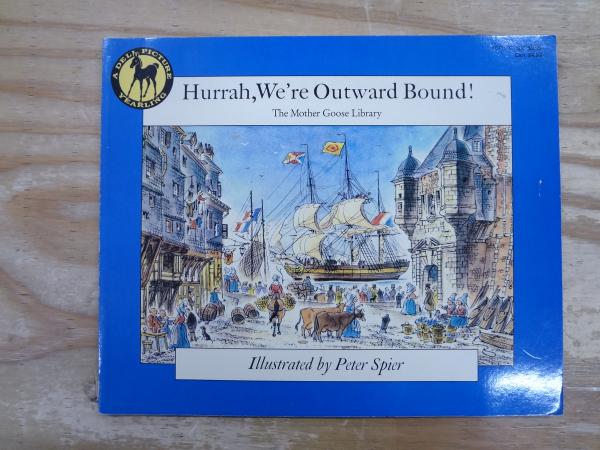 A DELL PICTURE YEARLING
Hurrah, We're Outward Bound!
The Mother Goose Library
Illustrated by Peter Spier